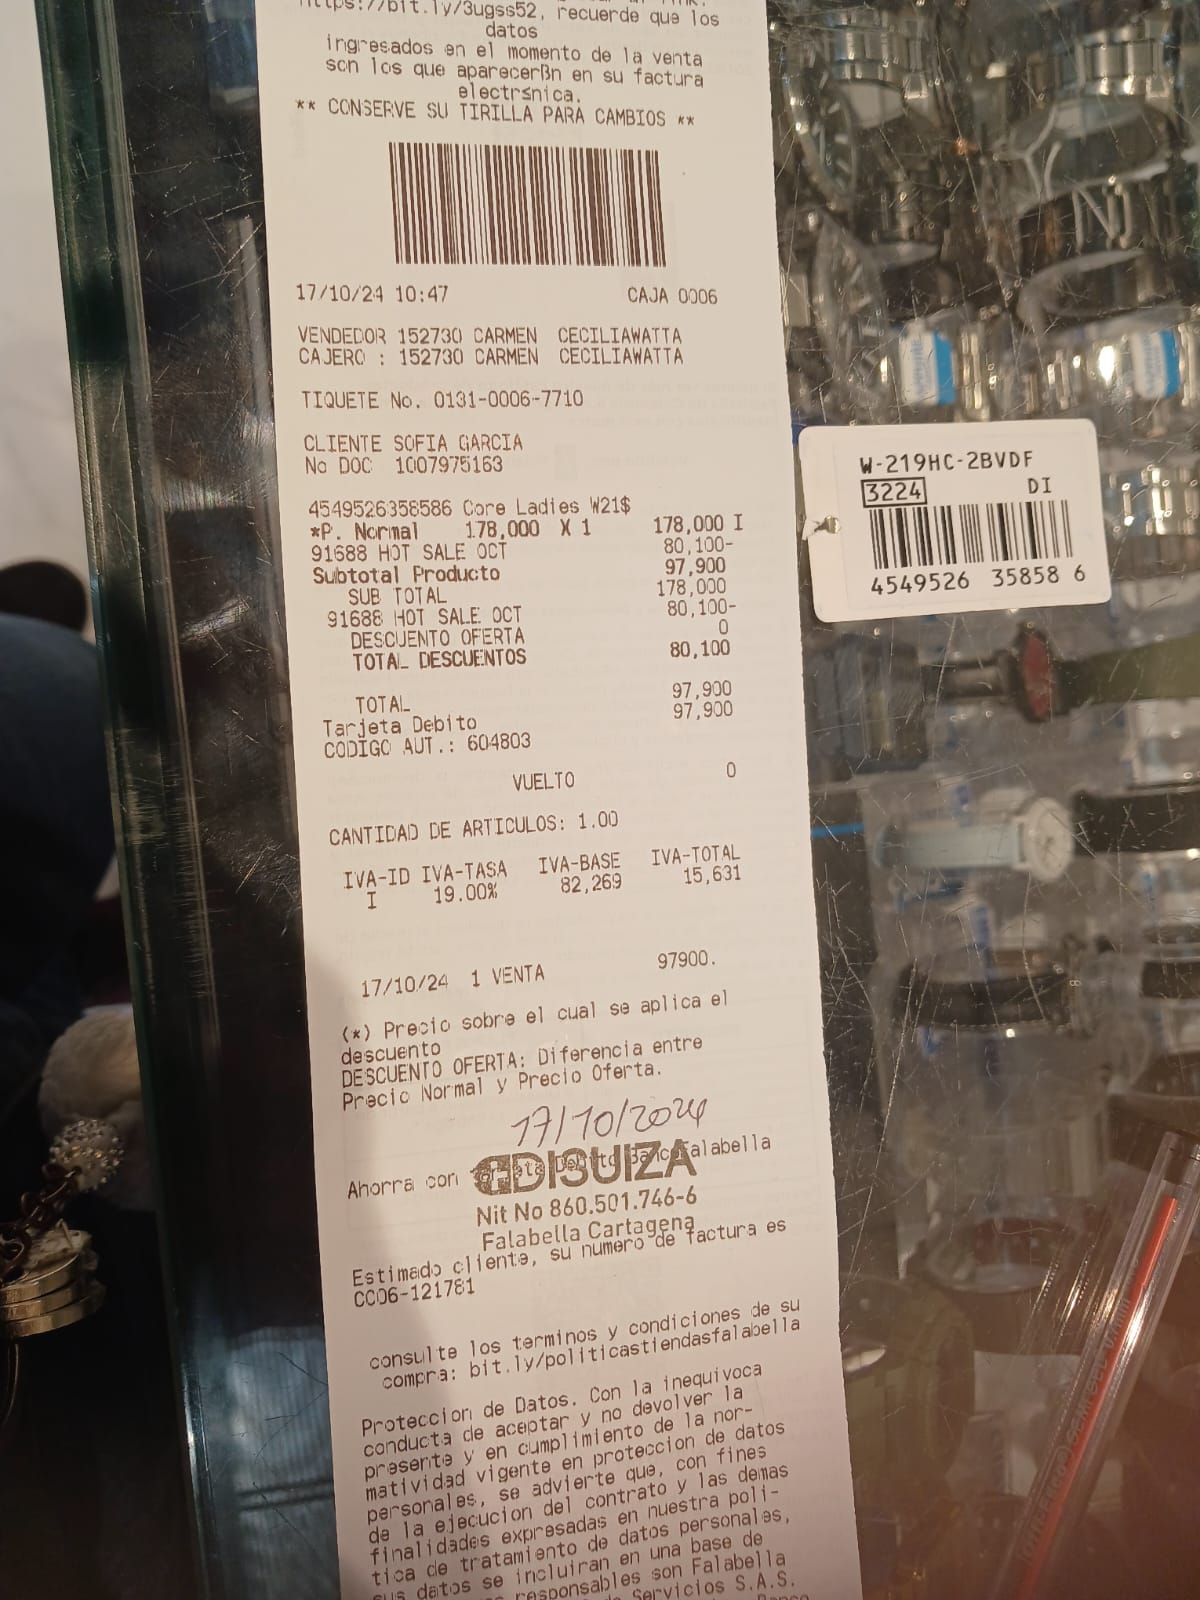 https://bit.ly/3ugss52, recuerde que los
datos
ingresados en el momento de la venta
son los que aparecerßn en su factura
electrsnica.
** CONSERVE SU TIRILLA PARA CAMBIOS **
17/10/24 10:47 CAJA 0006
VENDEDOR 152730 CARMEN CECILIAWATTA
CAJERO : 152730 CARMEN CECILIAWATTA
TIQUETE No. 0131-0006-7710
CLIENTE SOFIA GARCIA
No DOC 1007975163
4549526358586 Core Ladies W21$
*P. Normal 178,000 X 1 178,000 I
91688 HOT SALE OCT 80,100-
Subtotal Producto 97,900
SUB TOTAL 178,000
91688 HOT SALE OCT 80,100-
DESCUENTO OFERTA 0
TOTAL DESCUENTOS 80,100
TOTAL 97,900
Tarjeta Debito 97,900
CODIGO AUT.: 604803
VUELTO 0
CANTIDAD DE ARTICULOS: 1.00
IVA-ID IVA-TASA IVA-BASE IVA-TOTAL
I 19.00% 82,269 15,631
17/10/24 1 VENTA 97900.
(*) Precio sobre el cual se aplica el
descuento
DESCUENTO OFERTA: Diferencia entre
Precio Normal y Precio Oferta.
17/10/2024
Ahorra con Tarjeta Debito Banco Falabella
DISUIZA
Nit No 860.501.746-6
Falabella Cartagena
Estimado cliente, su numero de factura es
CC06-121781
consulte los terminos y condiciones de su
compra: bit.ly/politicastiendasfalabella
Proteccion de Datos. Con la inequivoca
conducta de aceptar y no devolver la
presente y en cumplimiento de la nor-
matividad vigente en proteccion de datos
personales, se advierte que, con fines
de la ejecucion del contrato y las demas
finalidades expresadas en nuestra poli-
tica de tratamiento de datos personales,
sus datos se incluiran en una base de
responsables son Falabella
Servicios S.A.S.
W-219HC-2BVDF
3224 DI
4549526 35858 6